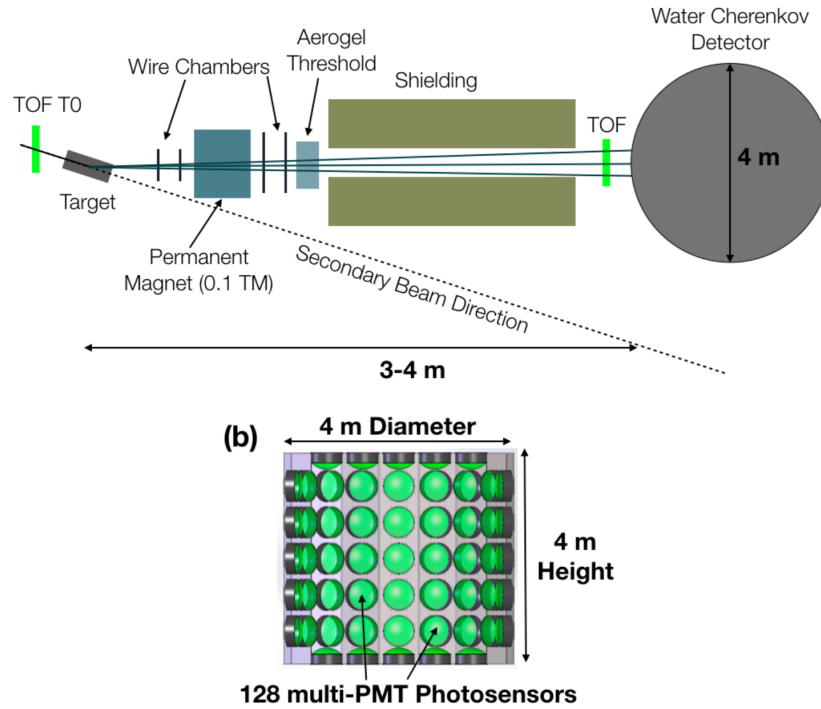 Water Cherenkov
Detector
Aerogel
Threshold
Wire Chambers
Shielding
TOF T0
TOF
4 m
Target
Permanent
Magnet (0.1 TM)
Secondary Beam Direction
3-4 m
(b)
4 m Diameter
4 m
Height
128 multi-PMT Photosensors